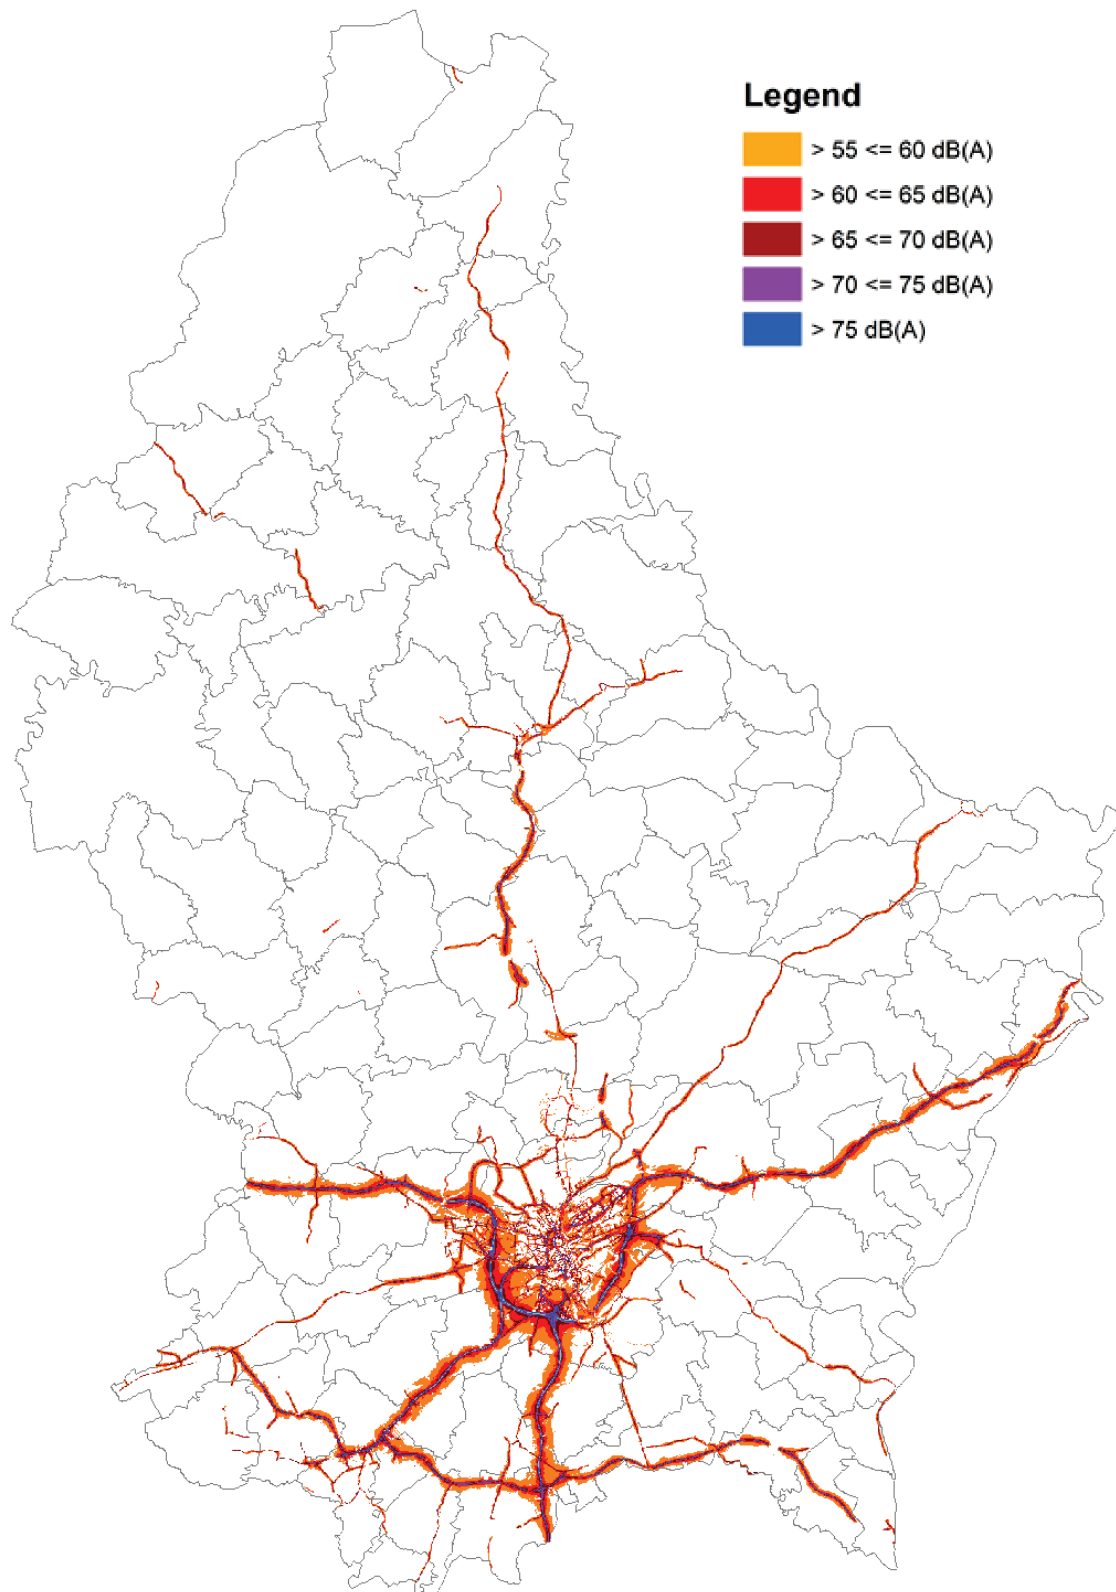 Legend
> 55 <= 60 dB(A)
> 60 <= 65 dB(A)
> 65 <= 70 dB(A)
> 70 <= 75 dB(A)
> 75 dB(A)